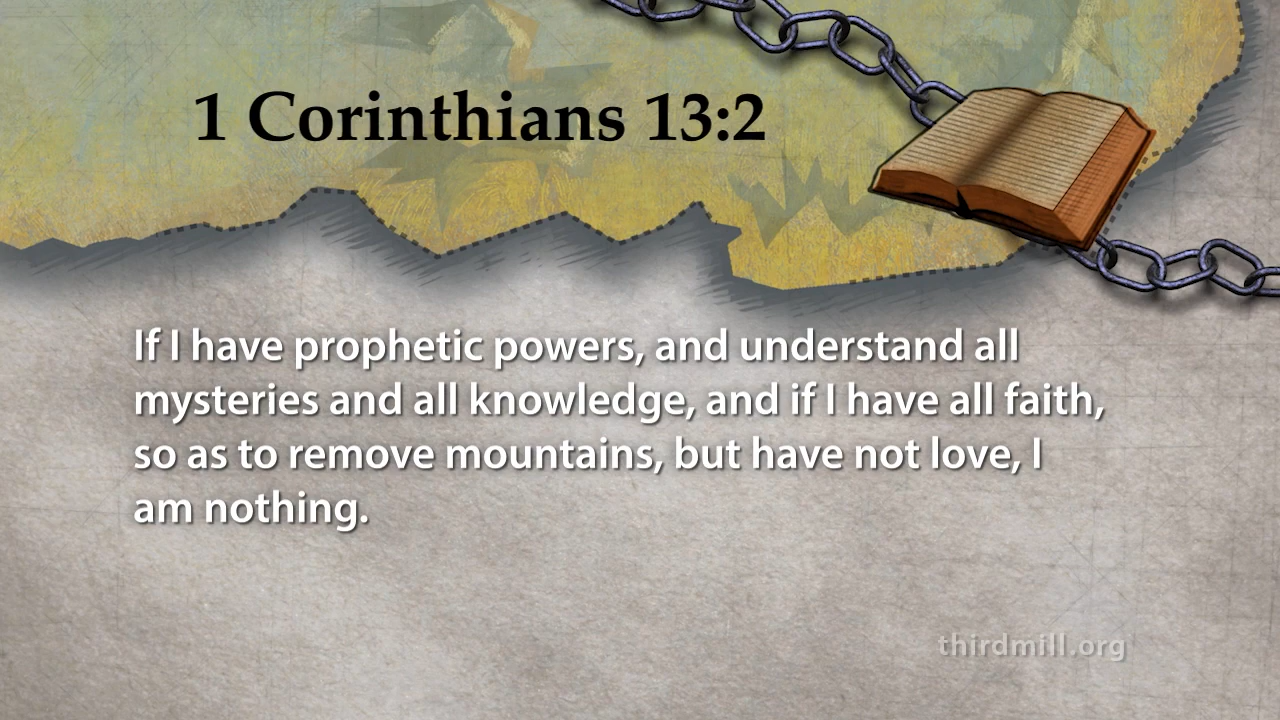 1 Corinthians 13:2
If I have prophetic powers, and understand all
mysteries and all knowledge, and if I have all faith,
so as to remove mountains, but have not love, I
am nothing.
thirdmill.org